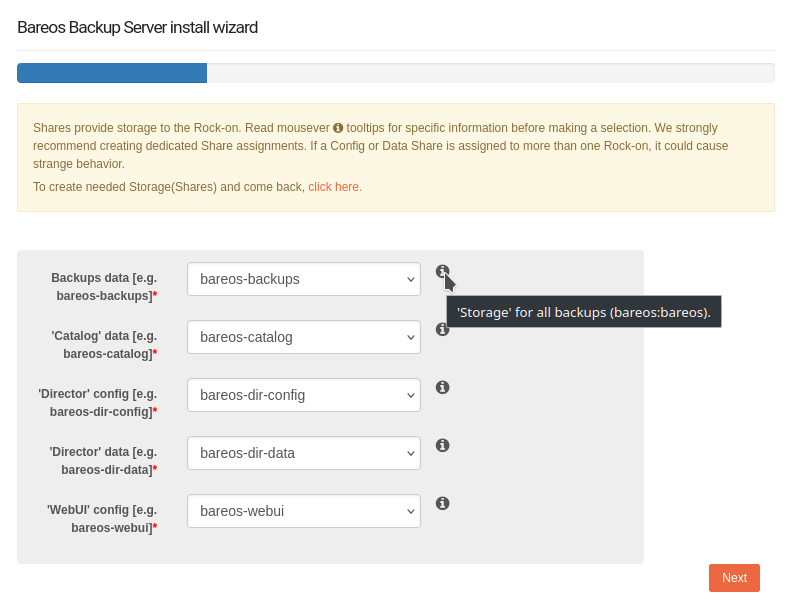 Bareos Backup Server install wizard
Shares provide storage to the Rock-on. Read mousever tooltips for specific information before making a selection. We strongly
recommend creating dedicated Share assignments. If a Config or Data Share is assigned to more than one Rock-on, it could cause
strange behavior.
To create needed Storage(Shares) and come back, click here.
Backups data [e.g.
bareos-backups]*
bareos-backups
'Storage' for all backups (bareos:bareos).
'Catalog' data [e.g.
bareos-catalog]*
bareos-catalog
'Director' config [e.g.
bareos-dir-config]*
bareos-dir-config
'Director' data [e.g.
bareos-dir-data]*
bareos-dir-data
'WebUI' config [e.g.
bareos-webui]*
bareos-webui
Next